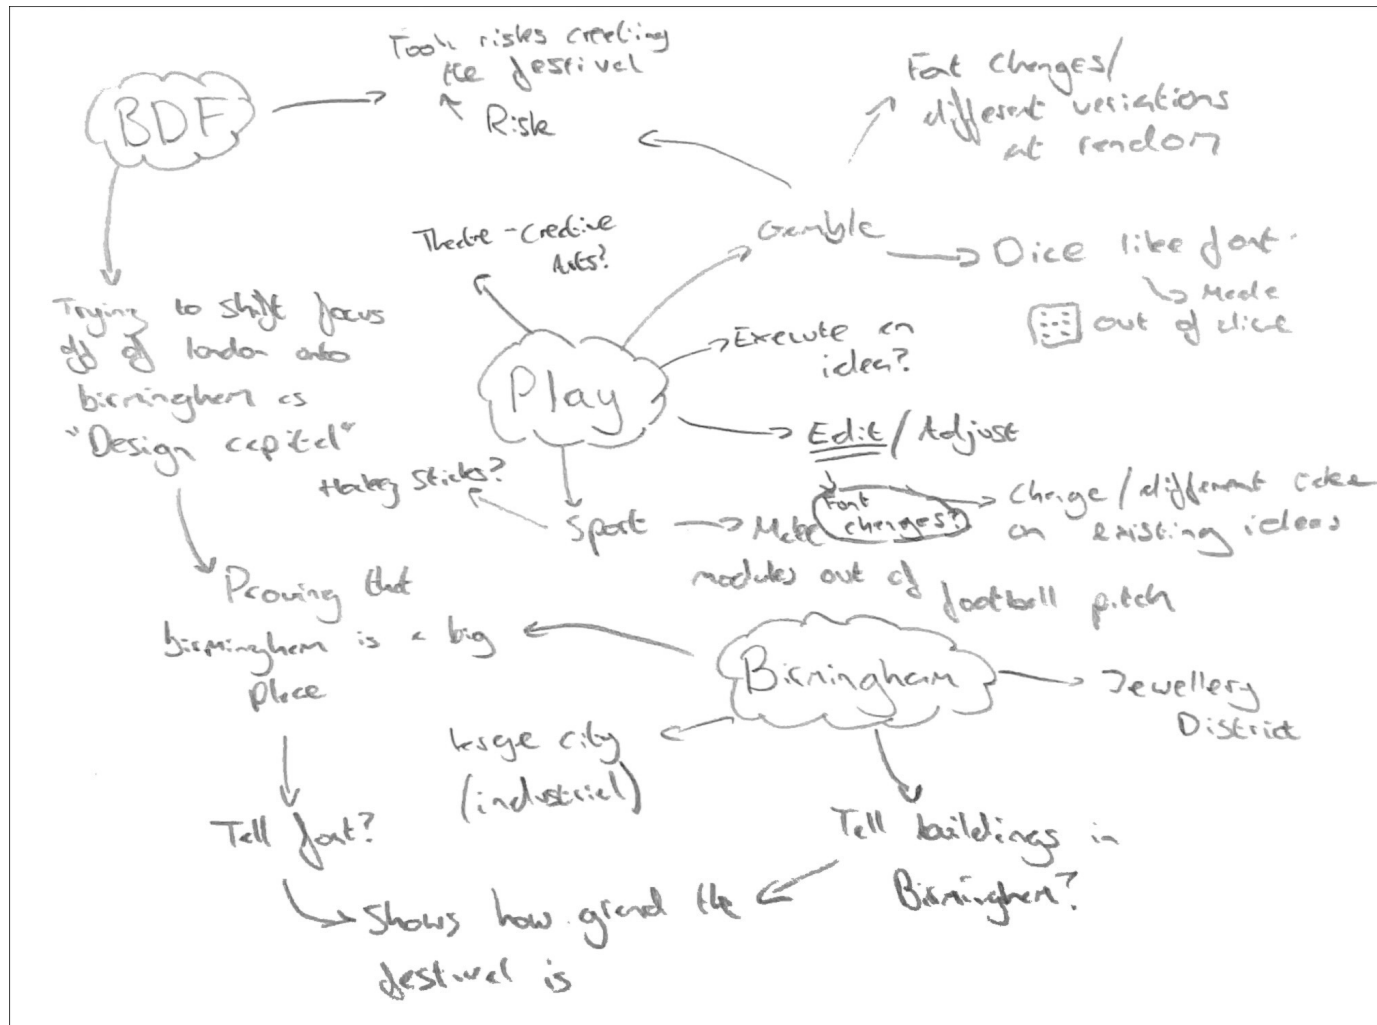 BDF
Took risks creating
the festival
Risk
Font changes/
different variations
at random
Gamble
Dice like font
Made
out of dice
Theatre - Creative
Arts?
Execute an
idea?
Play
Edit / Adjust
Font
changes?
Change / different take
on existing ideas
Sport
Hockey Sticks?
Make
modules out of
football pitch
Trying to shift focus
off of london onto
birmingham as
"Design capital"
Proving that
birmingham is a big
place
Birmingham
Jewellery
District
large city
(industrial)
Tall font?
Tall buildings in
Birmingham?
Shows how grand the
festival is